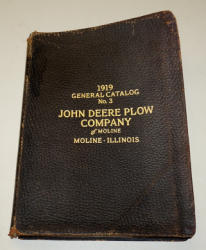 1919
GENERAL CATALOG
No. 3
JOHN DEERE PLOW
COMPANY
of MOLINE
MOLINE - ILLINOIS